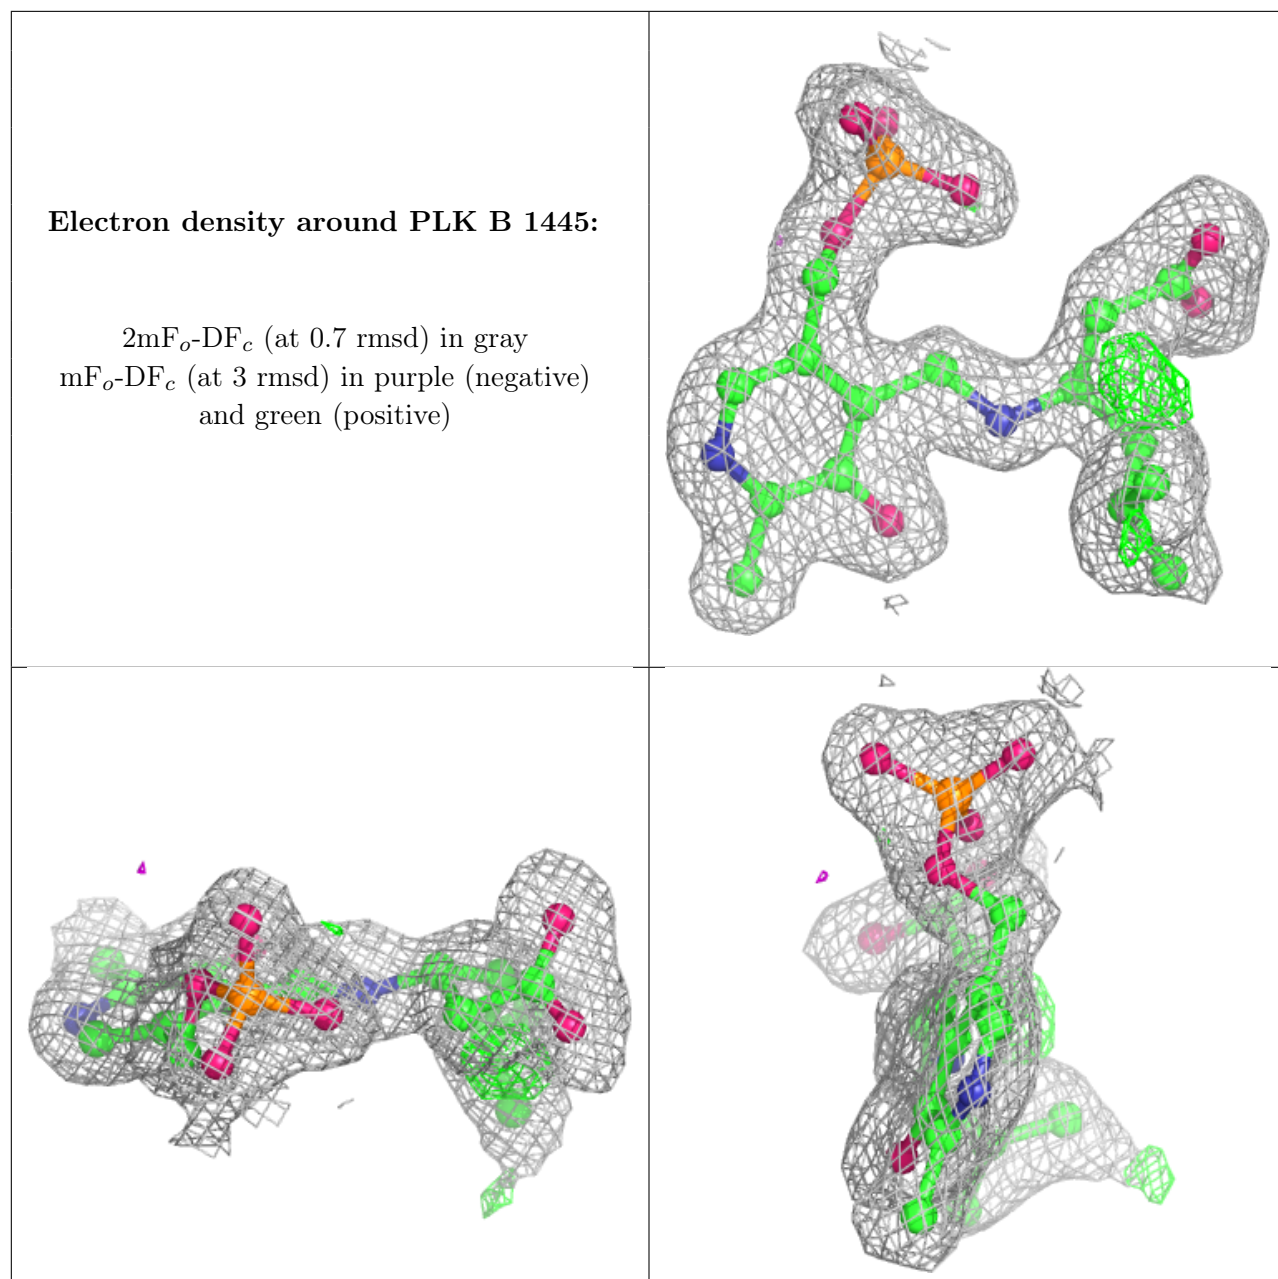 Electron density around PLK B 1445:
2mFo-DFc (at 0.7 rmsd) in gray
mFo-DFc (at 3 rmsd) in purple (negative)
and green (positive)